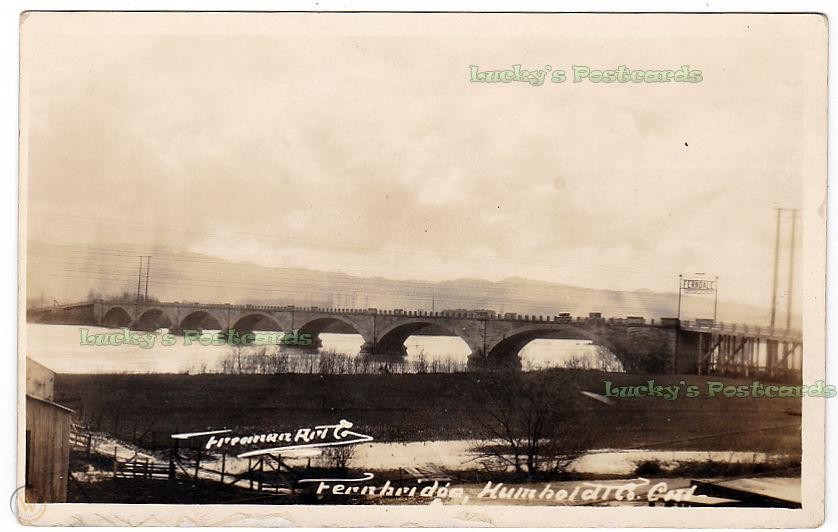 Lucky's Postcards
FERNDALE
Lucky's Postcards
Lucky's Postcards
Freeman Art Co
Fernbridge, Humboldt Co. Cal
W